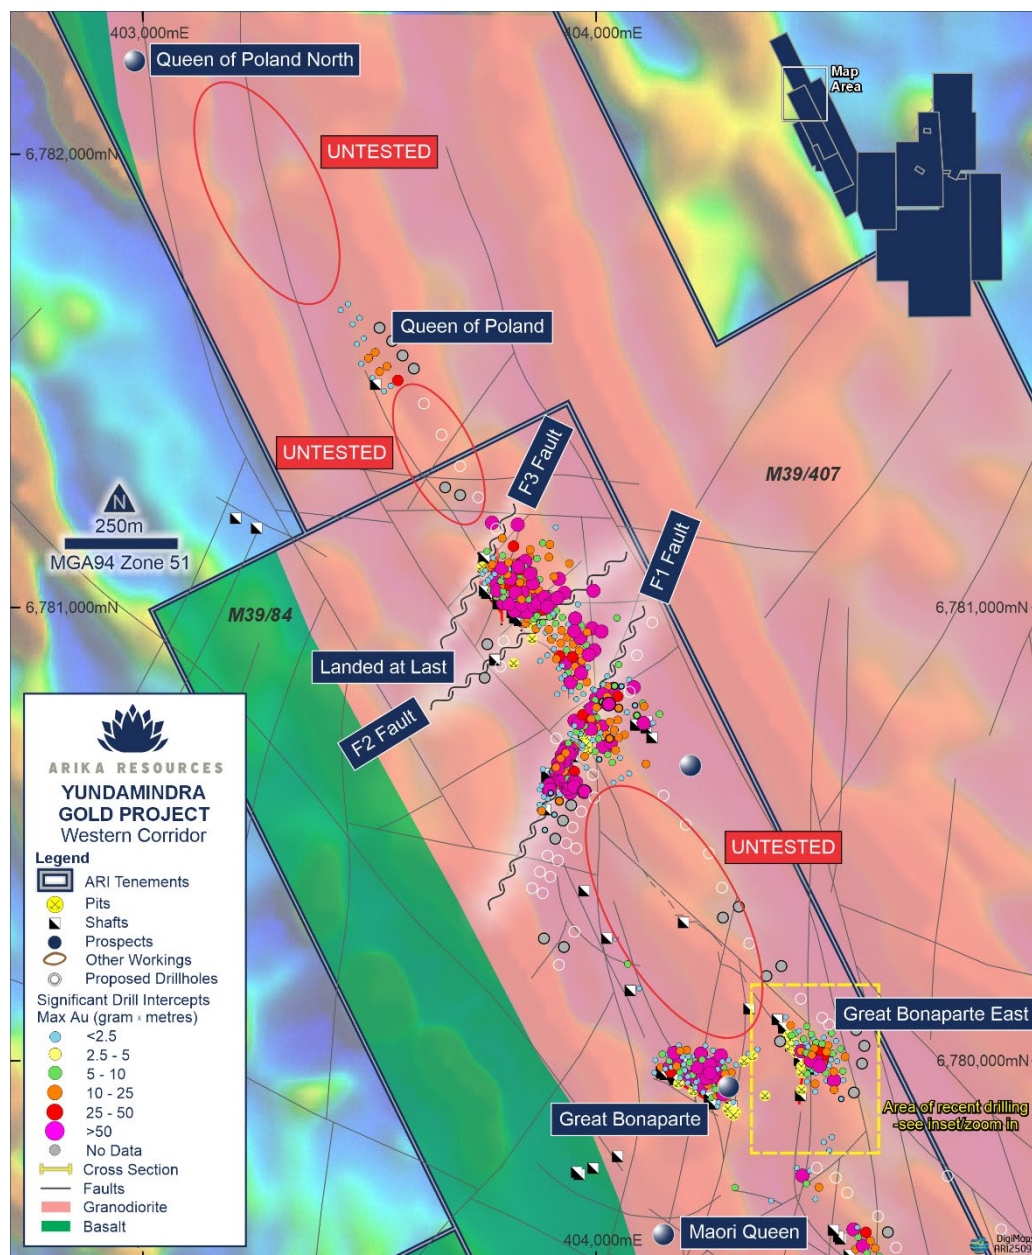 403,000mE
404,000mE
Queen of Poland North
Map
Area
UNTESTED
6,782,000mN
Queen of Poland
UNTESTED
F3 Fault
M39/407
N
250m
MGA94 Zone 51
F1 Fault
6,781,000mN
6,781,000mN
M39/84
Landed at Last
F2 Fault
ARIKA RESOURCES
YUNDAMINDRA
GOLD PROJECT
Western Corridor
Legend
ARI Tenements
Pits
Shafts
Prospects
Other Workings
Proposed Drillholes
Significant Drill Intercepts
Max Au (gram x metres)
<2.5
2.5 - 5
5 - 10
10 - 25
25 - 50
>50
No Data
Cross Section
Faults
Granodiorite
Basalt
UNTESTED
Great Bonaparte East
6,780,000mN
Great Bonaparte
Area of recent drilling
-see inset/zoom in
Maori Queen
404,000mE
DigiMap